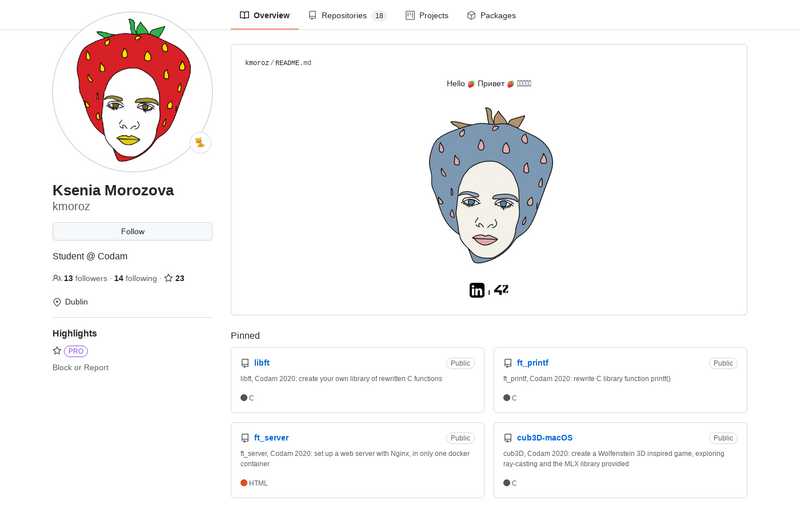 Overview
Repositories 18
Projects
Packages
Ksenia Morozova
kmoroz
Follow
Student @ Codam
13 followers · 14 following · 23
Dublin
Highlights
PRO
Block or Report
kmoroz / README.md
Hello 🍓 Привет 🍓
in
42
Pinned
libft Public
libft, Codam 2020: create your own library of rewritten C functions
C
ft_printf Public
ft_printf, Codam 2020: rewrite C library function printf()
C
ft_server Public
ft_server, Codam 2020: set up a web server with Nginx, in only one docker
container
HTML
cub3D-macOS Public
cub3D, Codam 2020: create a Wolfenstein 3D inspired game, exploring
ray-casting and the MLX library provided
C